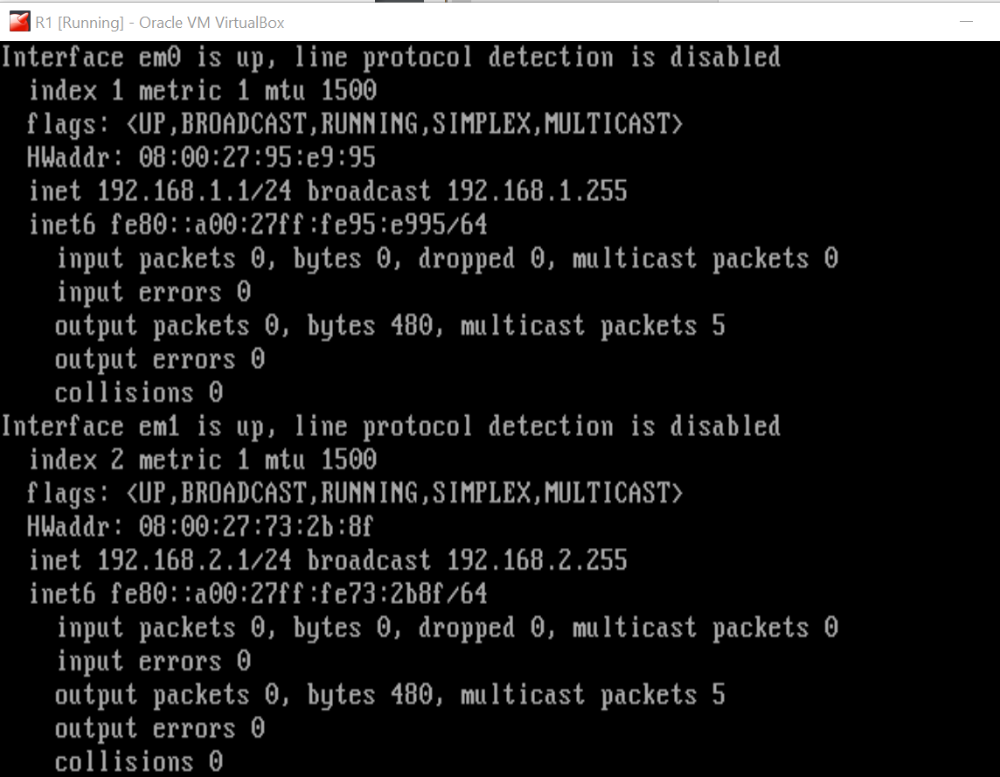 R1 [Running] - Oracle VM VirtualBox
Interface em0 is up, line protocol detection is disabled
index 1 metric 1 mtu 1500
flags: <UP,BROADCAST,RUNNING,SIMPLEX,MULTICAST>
HWaddr: 08:00:27:95:e9:95
inet 192.168.1.1/24 broadcast 192.168.1.255
inet6 fe80::a00:27ff:fe95:e995/64
input packets 0, bytes 0, dropped 0, multicast packets 0
input errors 0
output packets 0, bytes 480, multicast packets 5
output errors 0
collisions 0
Interface em1 is up, line protocol detection is disabled
index 2 metric 1 mtu 1500
flags: <UP,BROADCAST,RUNNING,SIMPLEX,MULTICAST>
HWaddr: 08:00:27:73:2b:8f
inet 192.168.2.1/24 broadcast 192.168.2.255
inet6 fe80::a00:27ff:fe73:2b8f/64
input packets 0, bytes 0, dropped 0, multicast packets 0
input errors 0
output packets 0, bytes 480, multicast packets 5
output errors 0
collisions 0